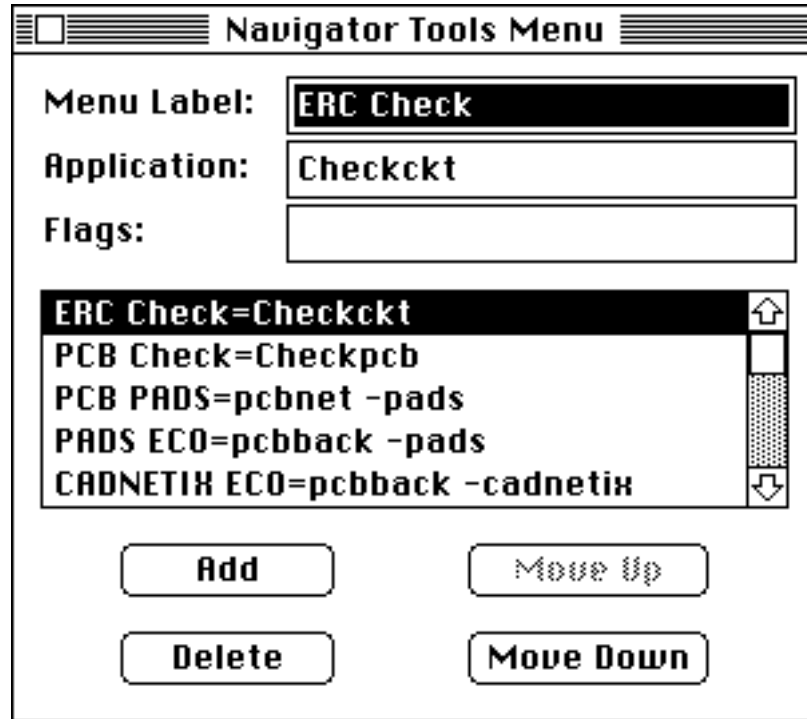 Navigator Tools Menu
Menu Label: ERC Check
Application: Checkckt
Flags:
ERC Check=Checkckt
PCB Check=Checkpcb
PCB PADS=pcbnet -pads
PADS ECO=pcbback -pads
CADNETIX ECO=pcbback -cadnetix
Add Move Up
Delete Move Down